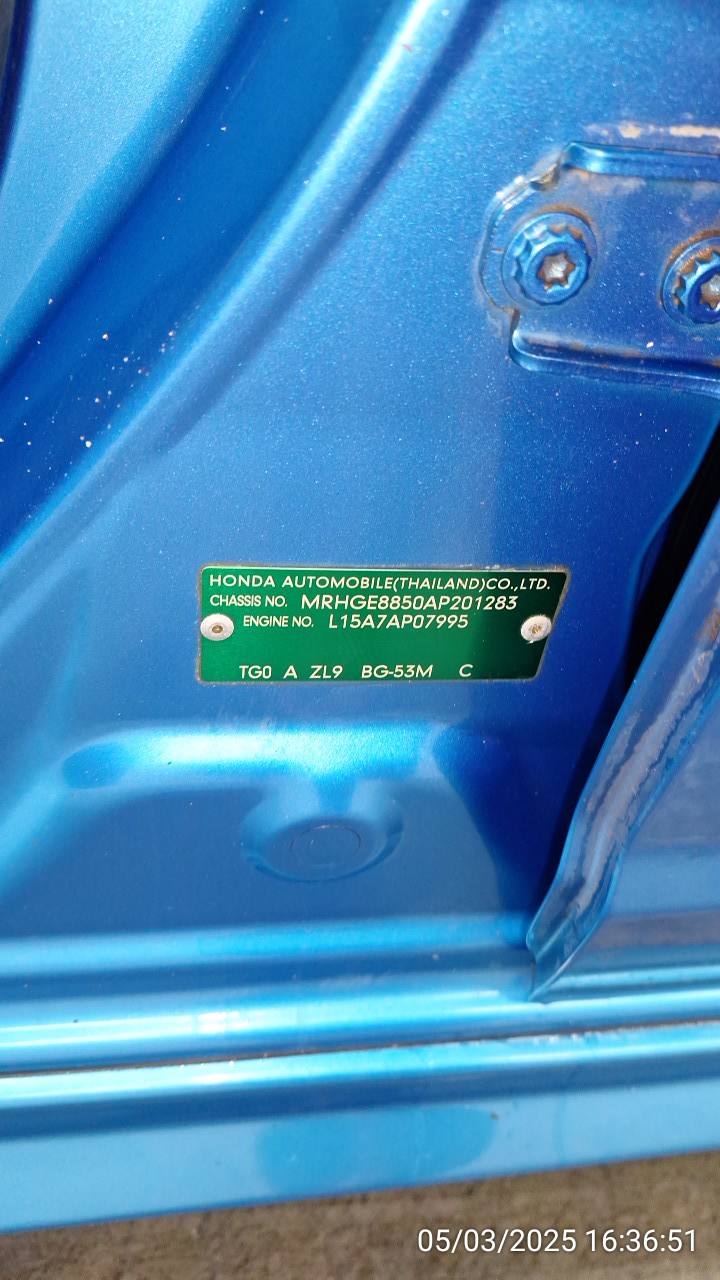 HONDA AUTOMOBILE(THAILAND)CO.,LTD.
CHASSIS NO. MRHGE8850AP201283
ENGINE NO. L15A7AP07995
TG0 A ZL9 BG-53M C
05/03/2025 16:36:51